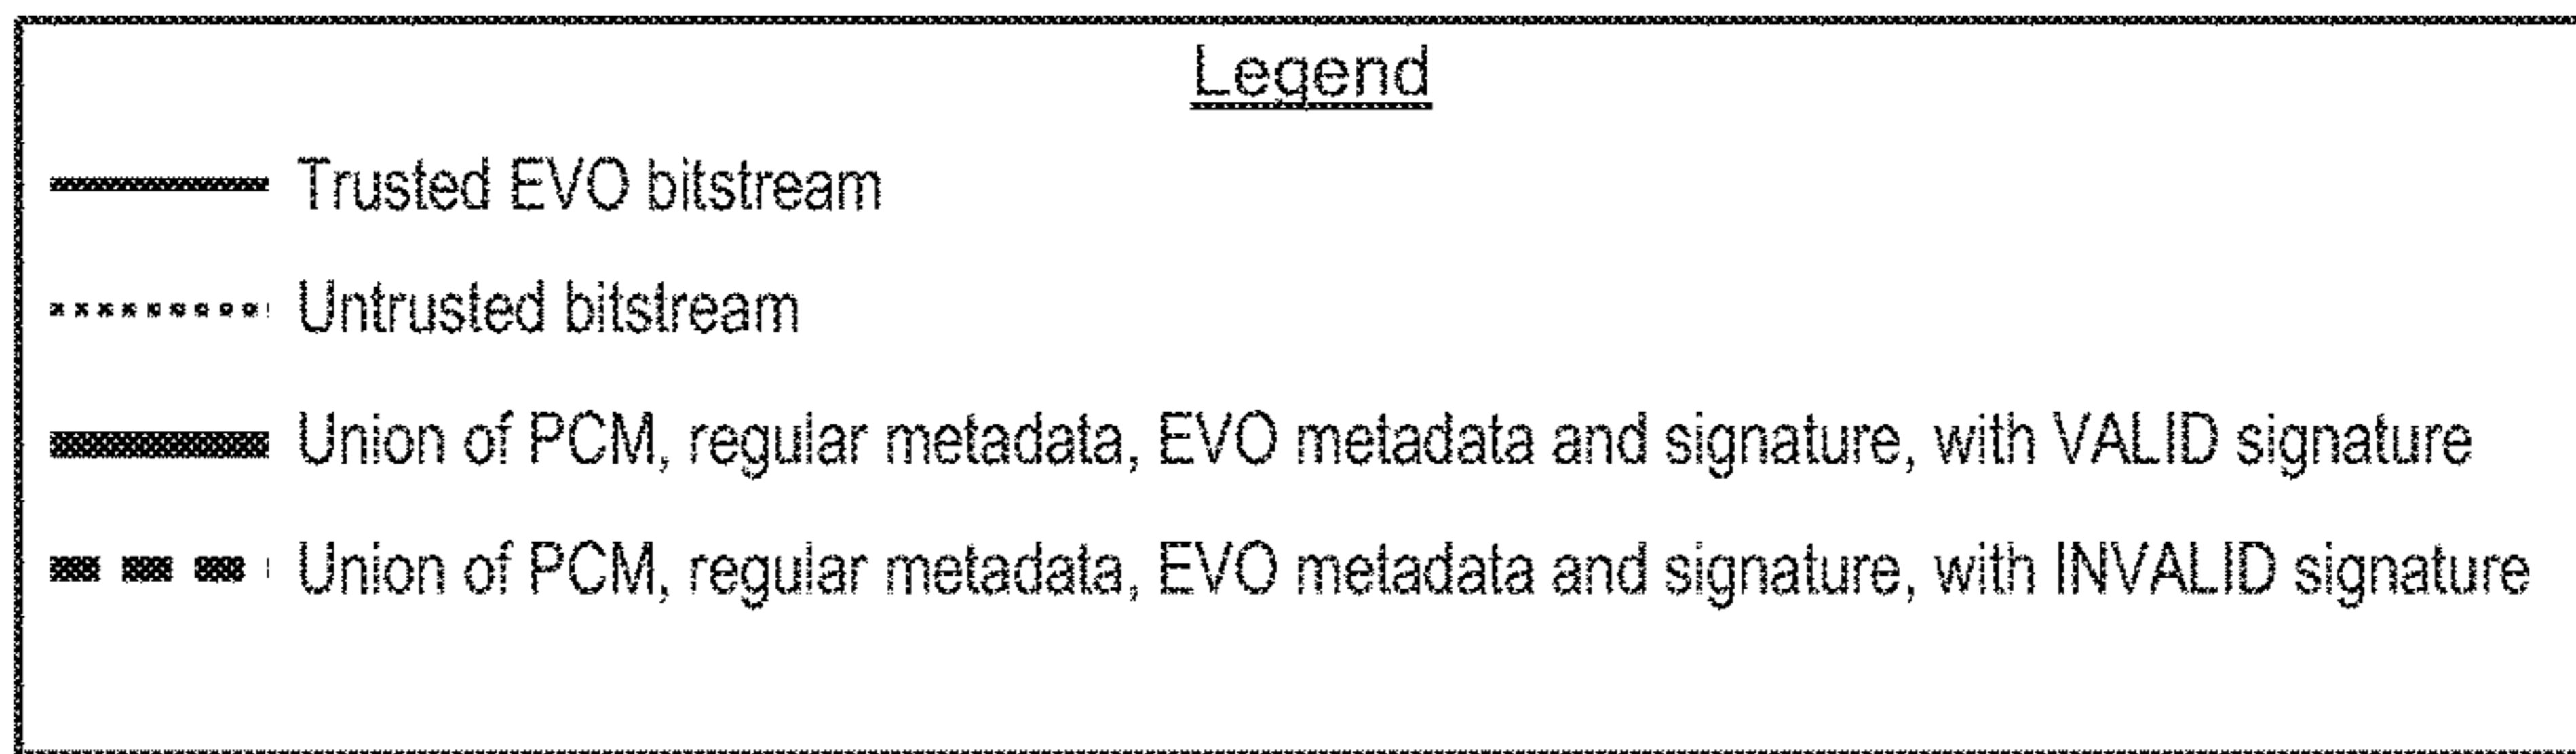 Legend
Trusted EVO bitstream
Untrusted bitstream
Union of PCM, regular metadata, EVO metadata and signature, with VALID signature
Union of PCM, regular metadata, EVO metadata and signature, with INVALID signature